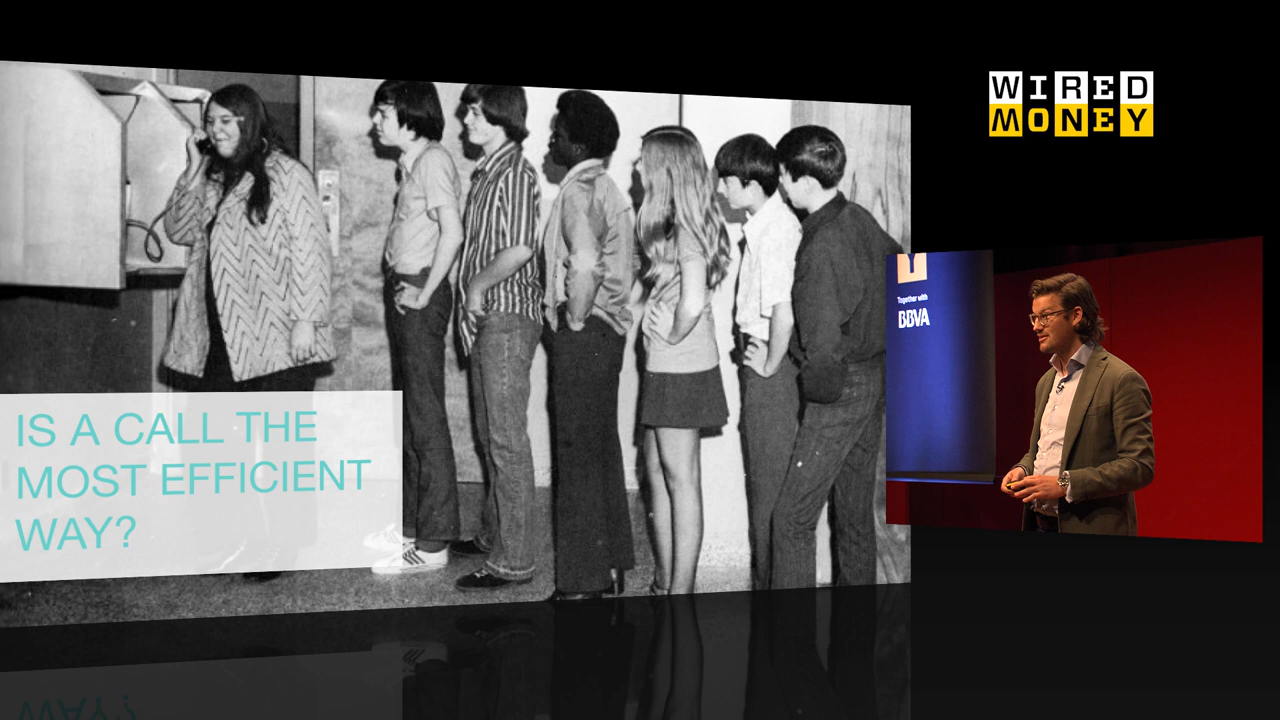 IS A CALL THE
MOST EFFICIENT
WAY?
WIRED
MONEY
Together with
BBVA